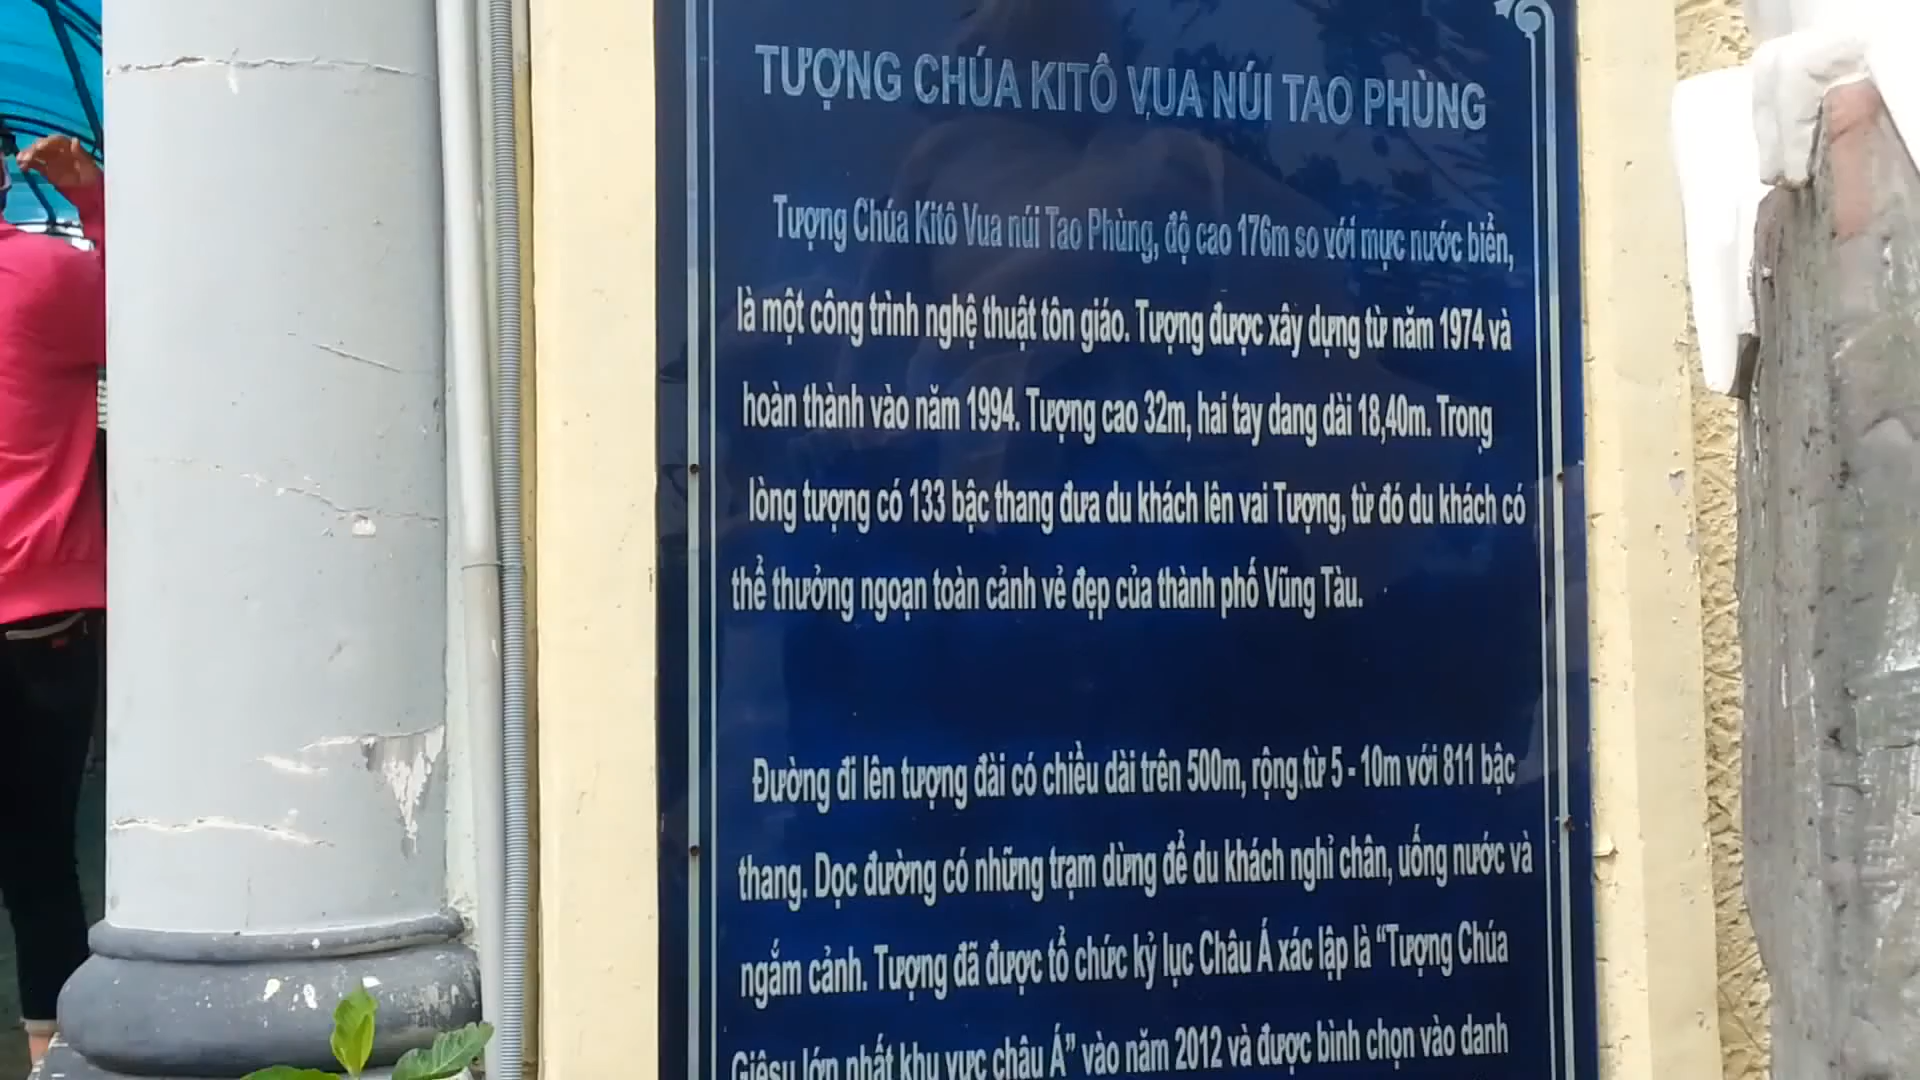 TƯỢNG CHÚA KITÔ VUA NÚI TAO PHÙNG
Tượng Chúa Kitô Vua núi Tao Phùng, độ cao 176m so với mực nước biển,
là một công trình nghệ thuật tôn giáo. Tượng được xây dựng từ năm 1974 và
hoàn thành vào năm 1994. Tượng cao 32m, hai tay dang dài 18,40m. Trong
lòng tượng có 133 bậc thang đưa du khách lên vai Tượng, từ đó du khách có
thể thưởng ngoạn toàn cảnh vẻ đẹp của thành phố Vũng Tàu.
Đường đi lên tượng đài có chiều dài trên 500m, rộng từ 5 - 10m với 811 bậc
thang. Dọc đường có những trạm dừng để du khách nghỉ chân, uống nước và
ngắm cảnh. Tượng đã được tổ chức kỷ lục Châu Á xác lập là “Tượng Chúa
Giêsu lớn nhất khu vực châu Á” vào năm 2012 và được bình chọn vào danh